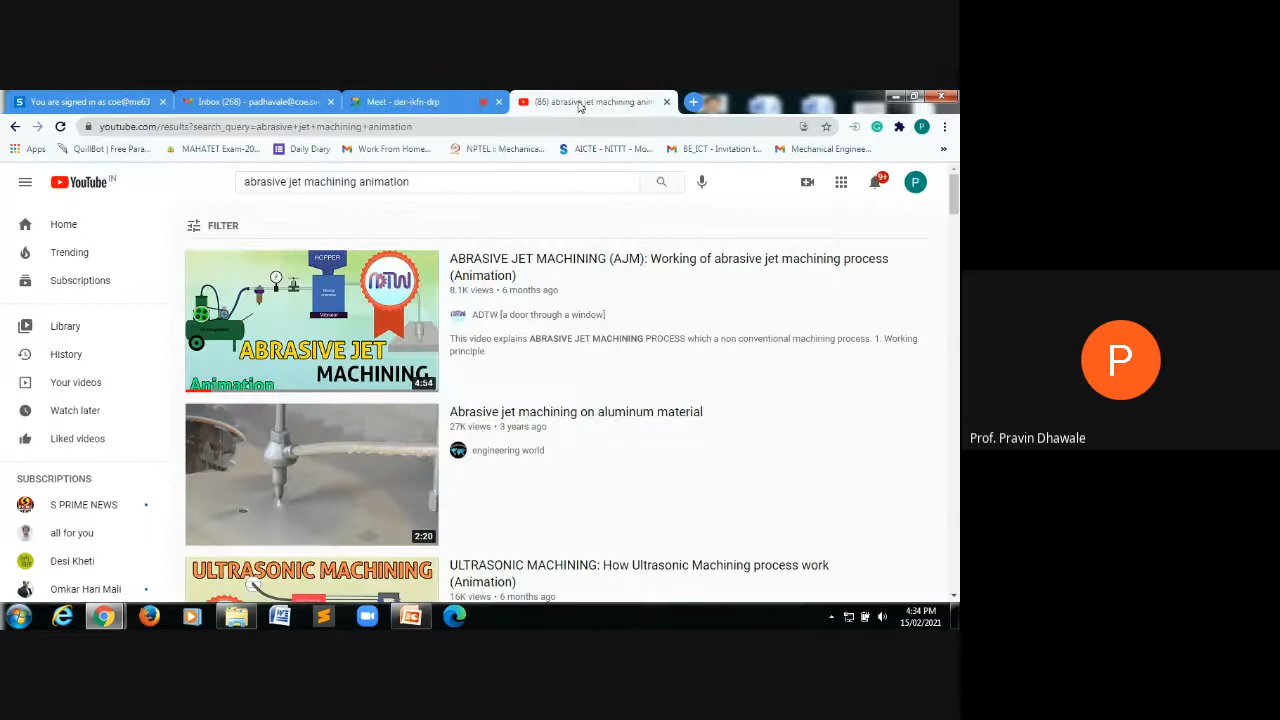 You are signed in as coe@me63
Inbox (268) - padhavale@coe.sv
Meet - der-ikfn-drp
(86) abrasive jet machining anim
youtube.com/results?search_query=abrasive+jet+machining+animation
Apps
QuillBot | Free Para...
MAHATET Exam-20...
Daily Diary
Work From Home...
NPTEL :: Mechanica...
AICTE - NITTT - Mo...
BE_ICT - Invitation t...
Mechanical Enginee...
»
YouTube IN
abrasive jet machining animation
9+
P
Home
Trending
Subscriptions
Library
History
Your videos
Watch later
Liked videos
SUBSCRIPTIONS
S PRIME NEWS
all for you
Desi Kheti
Omkar Hari Mali
FILTER
HOPPER
Mixing chamber
Vibrator
ADTW
ABRASIVE JET
MACHINING
Animation
4:54
ABRASIVE JET MACHINING (AJM): Working of abrasive jet machining process
(Animation)
8.1K views • 6 months ago
ADTW [a door through a window]
This video explains ABRASIVE JET MACHINING PROCESS which a non conventional machining process. 1. Working
principle.
2:20
Abrasive jet machining on aluminum material
27K views • 3 years ago
engineering world
ULTRASONIC MACHINING
ULTRASONIC MACHINING: How Ultrasonic Machining process work
(Animation)
16K views • 6 months ago
4:34 PM
15/02/2021
P
Prof. Pravin Dhawale